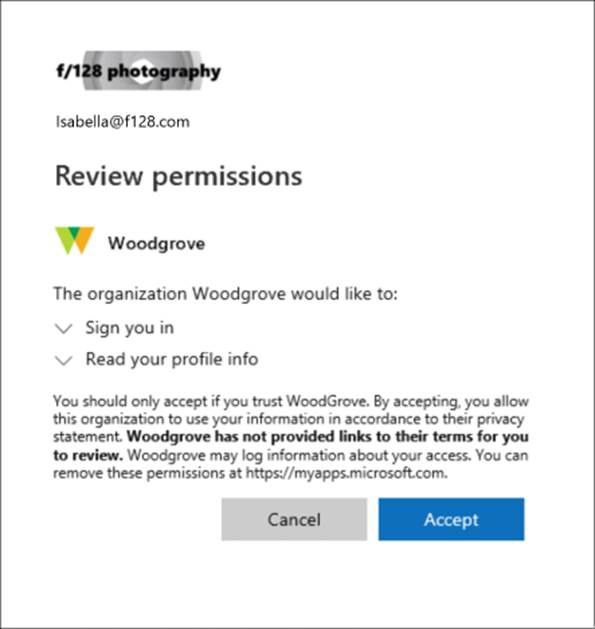 f/128 photography
Isabella@f128.com
Review permissions
Woodgrove
The organization Woodgrove would like to:
Sign you in
Read your profile info
You should only accept if you trust WoodGrove. By accepting, you allow
this organization to use your information in accordance to their privacy
statement. Woodgrove has not provided links to their terms for you
to review. Woodgrove may log information about your access. You can
remove these permissions at https://myapps.microsoft.com.
Cancel
Accept